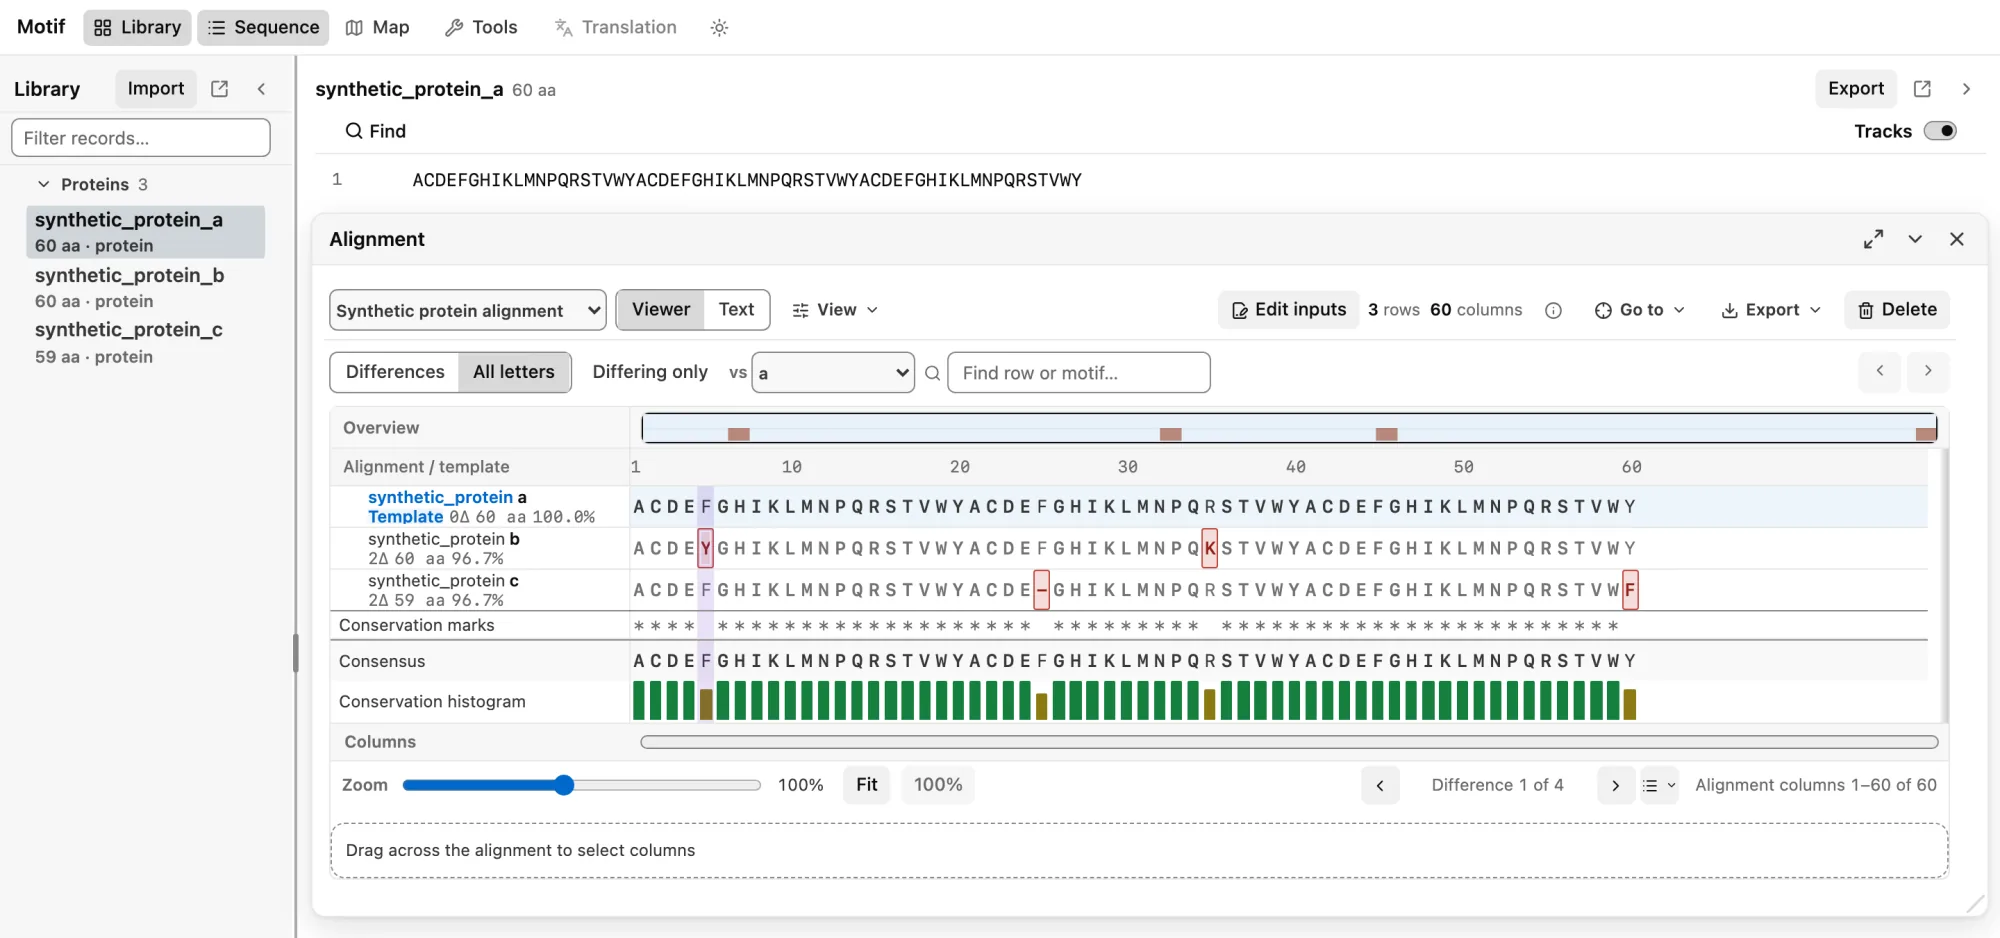 Motif Library Sequence Map Tools Translation
Library Import
Filter records...
Proteins 3
synthetic_protein_a
60 aa · protein
synthetic_protein_b
60 aa · protein
synthetic_protein_c
59 aa · protein
synthetic_protein_a 60 aa Export
Find Tracks
1 ACDEFGHIKLMNPQRSTVWYACDEFGHIKLMNPQRSTVWYACDEFGHIKLMNPQRSTVWY
Alignment
Synthetic protein alignment Viewer Text View Edit inputs 3 rows 60 columns Go to Export Delete
Differences All letters Differing only vs a Find row or motif...
Overview
Alignment / template 1 10 20 30 40 50 60
synthetic_protein a
Template 0Δ 60 aa 100.0% ACDEFGHIKLMNPQRSTVWYACDEFGHIKLMNPQRSTVWYACDEFGHIKLMNPQRSTVWY
synthetic_protein b
2Δ 60 aa 96.7% ACDEYGHIKLMNPQRSTVWYACDEFGHIKLMNPQKSTVWYACDEFGHIKLMNPQRSTVWY
synthetic_protein c
2Δ 59 aa 96.7% ACDEFGHIKLMNPQRSTVWYACDE–GHIKLMNPQRSTVWYACDEFGHIKLMNPQRSTVWF
Conservation marks **** ******************* ********* ************************
Consensus ACDEFGHIKLMNPQRSTVWYACDEFGHIKLMNPQRSTVWYACDEFGHIKLMNPQRSTVWY
Conservation histogram
Columns
Zoom 100% Fit 100% Difference 1 of 4 Alignment columns 1–60 of 60
Drag across the alignment to select columns